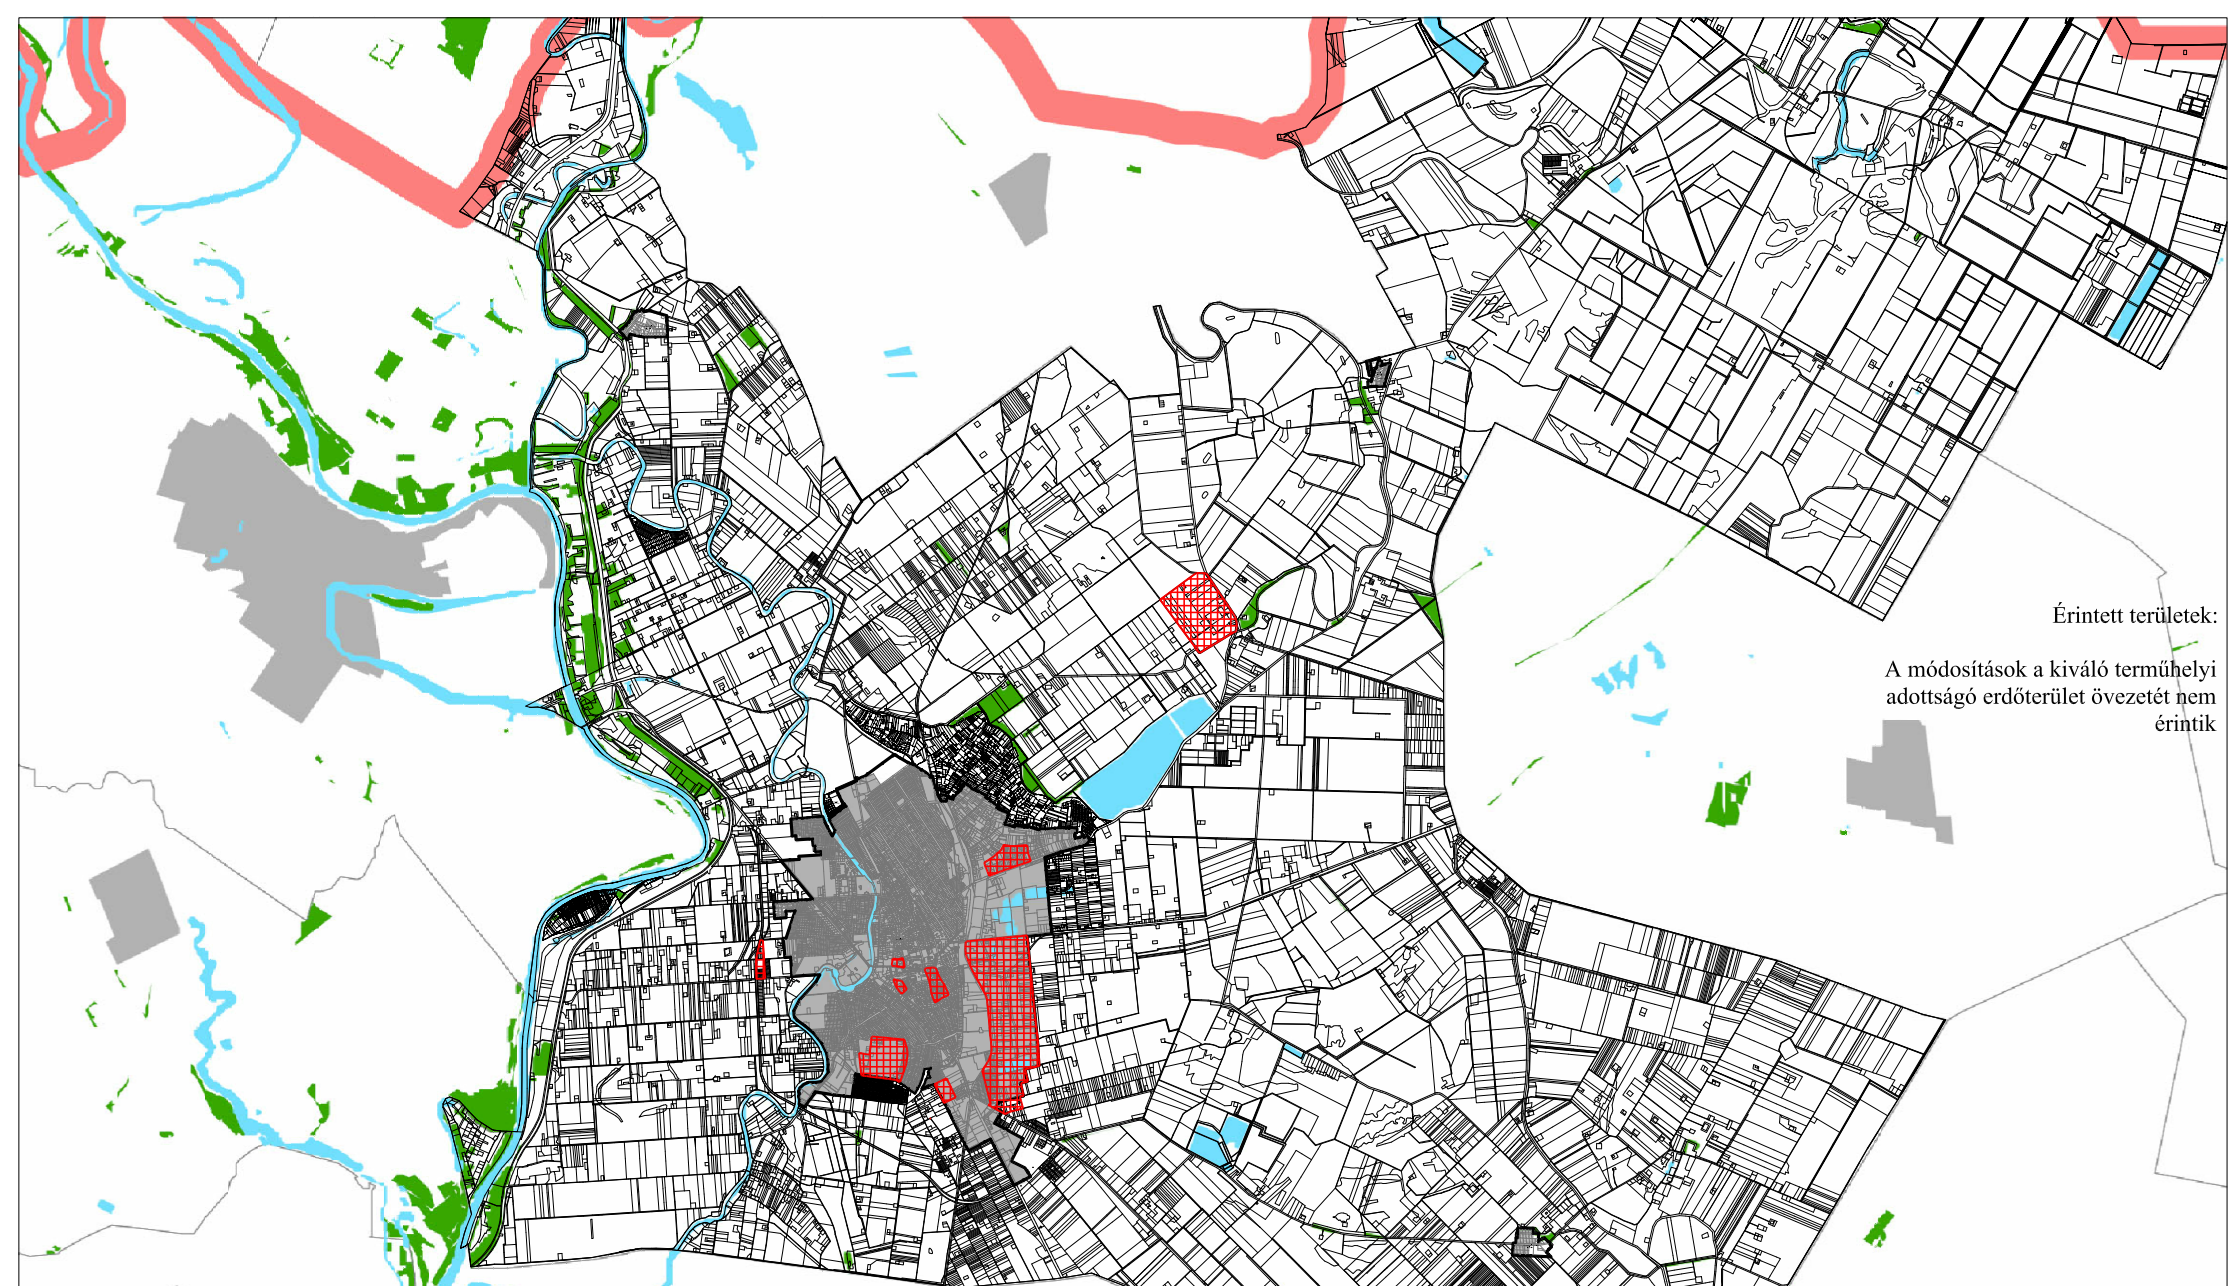 Érintett területek:
A módosítások a kiváló termőhelyi
adottságó erdőterület övezetét nem
érintik